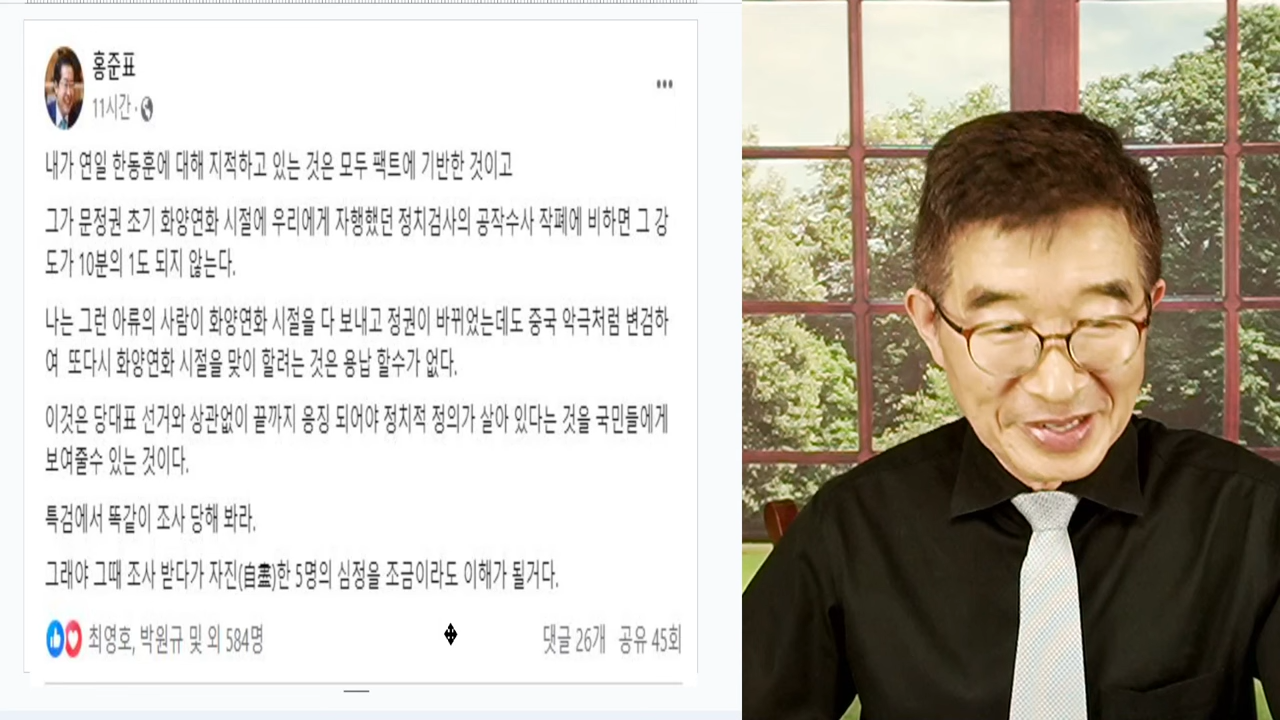 홍준표
11시간 ·
내가 연일 한동훈에 대해 지적하고 있는 것은 모두 팩트에 기반한 것이고
그가 문정권 초기 화양연화 시절에 우리에게 자행했던 정치검사의 공작수사 작폐에 비하면 그 강
도가 10분의 1도 되지 않는다.
나는 그런 아류의 사람이 화양연화 시절을 다 보내고 정권이 바뀌었는데도 중국 악극처럼 변검하
여 또다시 화양연화 시절을 맞이 할려는 것은 용납 할수가 없다.
이것은 당대표 선거와 상관없이 끝까지 응징 되어야 정치적 정의가 살아 있다는 것을 국민들에게
보여줄수 있는 것이다.
특검에서 똑같이 조사 당해 봐라.
그래야 그때 조사 받다가 자진(自盡)한 5명의 심정을 조금이라도 이해가 될거다.
최영호, 박원규 및 외 584명
댓글 26개 공유 45회